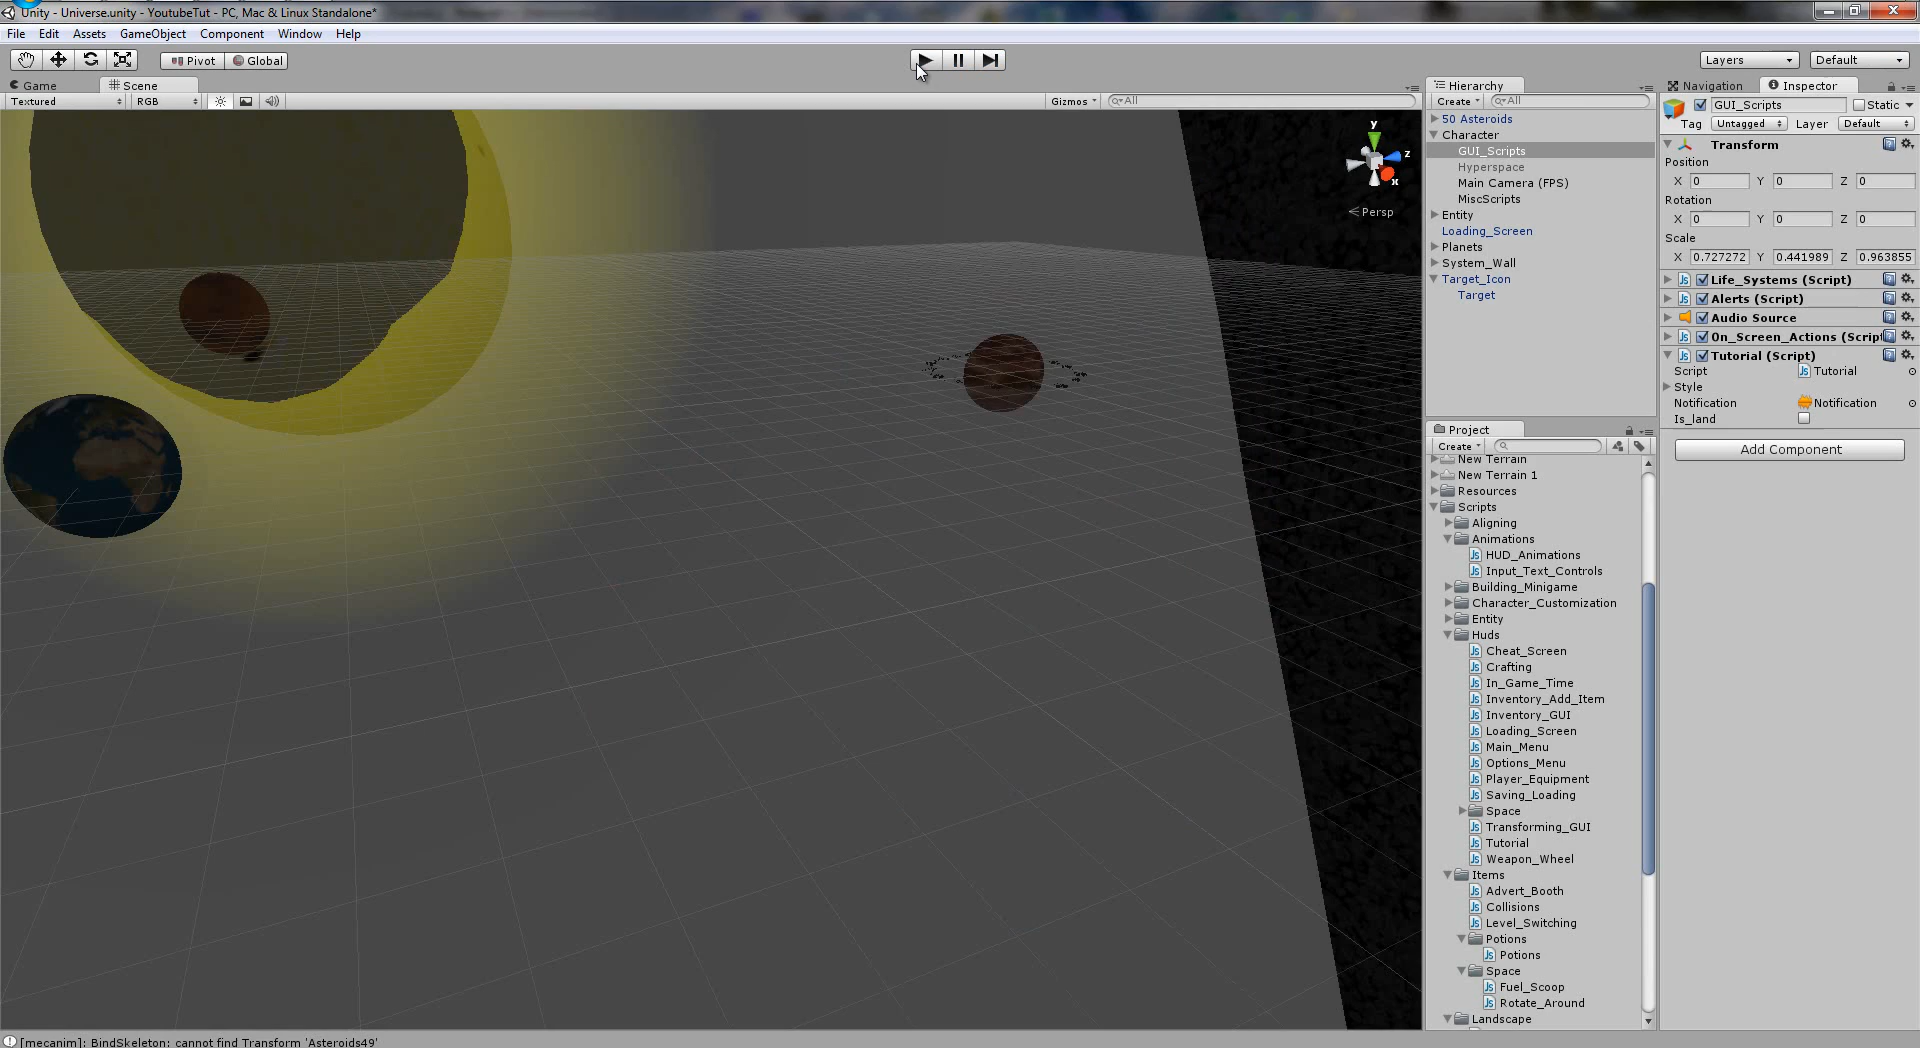 Unity - Universe.unity - YoutubeTut - PC, Mac & Linux Standalone*
File Edit Assets GameObject Component Window Help
Pivot Global Layers Default
Game Scene
Textured RGB Gizmos All
Hierarchy
Create All
50 Asteroids
Character
GUI_Scripts
Hyperspace
Main Camera (FPS)
MiscScripts
Entity
Loading_Screen
Planets
System_Wall
Target_Icon
Target
y
z
x
Persp
Project
Create
New Terrain
New Terrain 1
Resources
Scripts
Aligning
Animations
HUD_Animations
Input_Text_Controls
Building_Minigame
Character_Customization
Entity
Huds
Cheat_Screen
Crafting
In_Game_Time
Inventory_Add_Item
Inventory_GUI
Loading_Screen
Main_Menu
Options_Menu
Player_Equipment
Saving_Loading
Space
Transforming_GUI
Tutorial
Weapon_Wheel
Items
Advert_Booth
Collisions
Level_Switching
Potions
Potions
Space
Fuel_Scoop
Rotate_Around
Landscape
Navigation Inspector
GUI_Scripts Static
Tag Untagged Layer Default
Transform
Position
X 0 Y 0 Z 0
Rotation
X 0 Y 0 Z 0
Scale
X 0.727272 Y 0.441989 Z 0.963855
Life_Systems (Script)
Alerts (Script)
Audio Source
On_Screen_Actions (Script
Tutorial (Script)
Script Tutorial
Style
Notification Notification
Is_land
Add Component
[mecanim]: BindSkeleton: cannot find Transform 'Asteroids49'